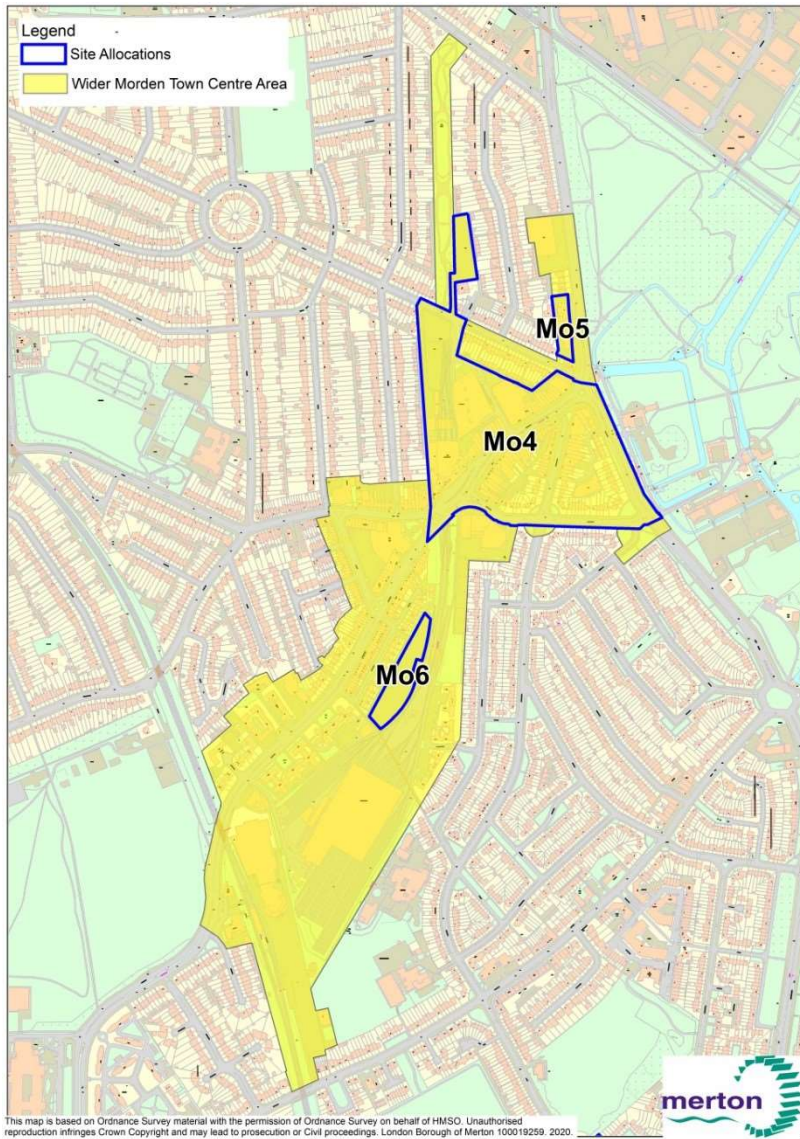 Legend
Site Allocations
Wider Morden Town Centre Area
Mo5
Mo4
Mo6
merton
This map is based on Ordnance Survey material with the permission of Ordnance Survey on behalf of HMSO. Unauthorised
reproduction infringes Crown Copyright and may lead to prosecution or Civil proceedings. London Borough of Merton 100019259. 2020.